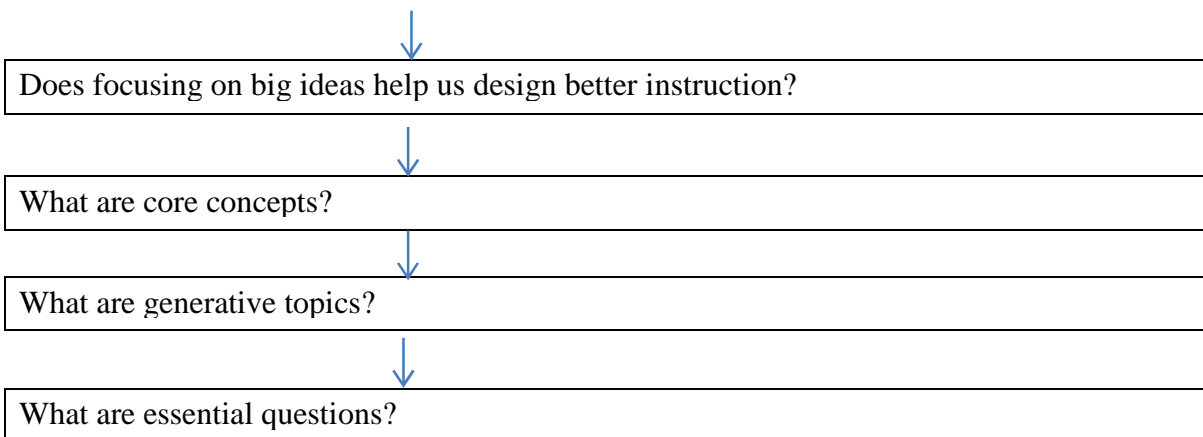 Does focusing on big ideas help us design better instruction?
What are core concepts?
What are generative topics?
What are essential questions?